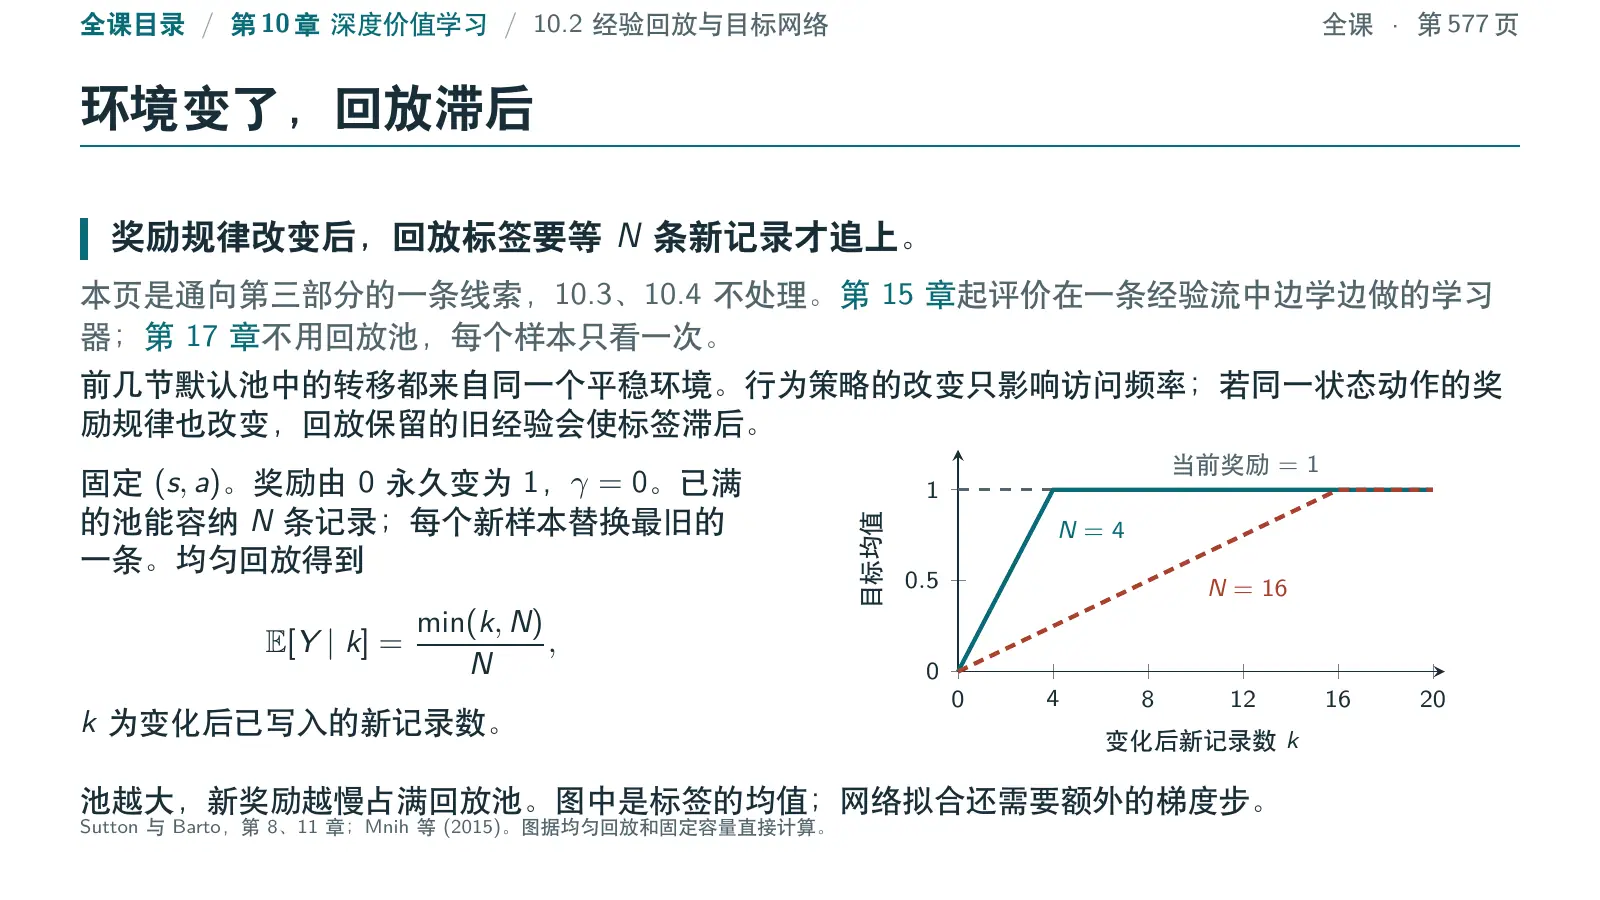 全课目录 / 第10章 深度价值学习 / 10.2 经验回放与目标网络
全课 · 第577页
环境变了，回放滞后
奖励规律改变后，回放标签要等 N 条新记录才追上。
本页是通向第三部分的一条线索，10.3、10.4 不处理。第 15 章起评价在一条经验流中边学边做的学习
器；第 17 章不用回放池，每个样本只看一次。
前几节默认池中的转移都来自同一个平稳环境。行为策略的改变只影响访问频率；若同一状态动作的奖
励规律也改变，回放保留的旧经验会使标签滞后。
固定 (s, a)。奖励由 0 永久变为 1，γ = 0。已满
的池能容纳 N 条记录；每个新样本替换最旧的
一条。均匀回放得到
𝔼[Y | k] = min(k, N) / N,
k 为变化后已写入的新记录数。
当前奖励 = 1
目标均值
1
0.5
0
N = 4
N = 16
0 4 8 12 16 20
变化后新记录数 k
池越大，新奖励越慢占满回放池。图中是标签的均值；网络拟合还需要额外的梯度步。
Sutton 与 Barto，第 8、11 章；Mnih 等 (2015)。图据均匀回放和固定容量直接计算。